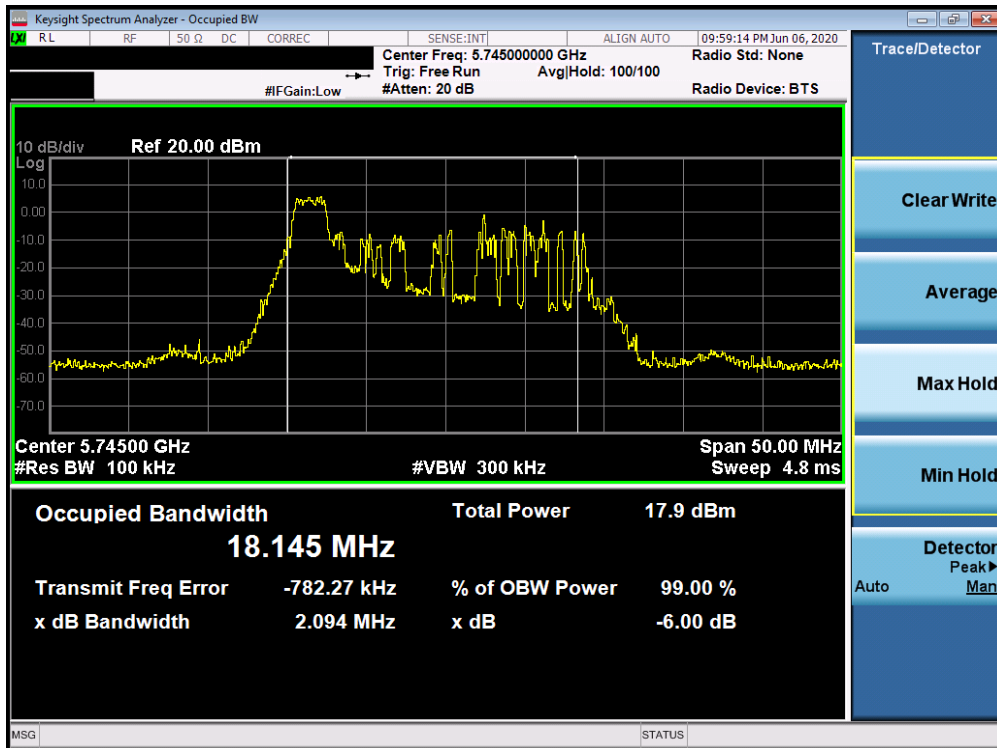 Keysight Spectrum Analyzer - Occupied BW
LXI RL RF 50 Ω DC CORREC SENSE:INT ALIGN AUTO 09:59:14 PM Jun 06, 2020
Center Freq: 5.745000000 GHz Radio Std: None
Trig: Free Run Avg|Hold: 100/100
#IFGain:Low #Atten: 20 dB Radio Device: BTS
Trace/Detector
10 dB/div Ref 20.00 dBm
Log
10.0
0.00
-10.0
-20.0
-30.0
-40.0
-50.0
-60.0
-70.0
Center 5.74500 GHz Span 50.00 MHz
#Res BW 100 kHz #VBW 300 kHz Sweep 4.8 ms
Occupied Bandwidth Total Power 17.9 dBm
18.145 MHz
Transmit Freq Error -782.27 kHz % of OBW Power 99.00 %
x dB Bandwidth 2.094 MHz x dB -6.00 dB
Clear Write
Average
Max Hold
Min Hold
Detector
Peak▶
Auto Man
MSG STATUS